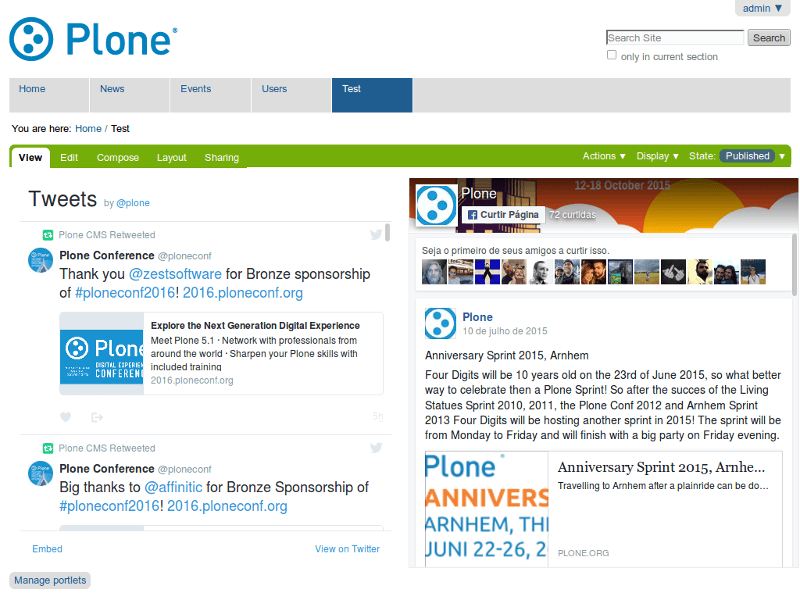 admin ▼
Plone®
Search Site
Search
only in current section
Home
News
Events
Users
Test
You are here: Home / Test
View
Edit
Compose
Layout
Sharing
Actions ▼
Display ▼
State: Published ▼
Tweets by @plone
Plone CMS Retweeted
Plone Conference @ploneconf
Thank you @zestsoftware for Bronze sponsorship
of #ploneconf2016! 2016.ploneconf.org
Plone
DIGITAL EXPERIE
CONFEREN
Explore the Next Generation Digital Experience
Meet Plone 5.1 · Network with professionals from
around the world · Sharpen your Plone skills with
included training
2016.ploneconf.org
Plone CMS Retweeted
Plone Conference @ploneconf
Big thanks to @affinitic for Bronze Sponsorship of
#ploneconf2016! 2016.ploneconf.org
Embed
View on Twitter
12-18 October 2015
Plone
Curtir Página
72 curtidas
Seja o primeiro de seus amigos a curtir isso.
Plone
10 de julho de 2015
Anniversary Sprint 2015, Arnhem
Four Digits will be 10 years old on the 23rd of June 2015, so what better
way to celebrate then a Plone Sprint! So after the succes of the Living
Statues Sprint 2010, 2011, the Plone Conf 2012 and Arnhem Sprint
2013 Four Digits will be hosting another sprint in 2015! The sprint will be
from Monday to Friday and will finish with a big party on Friday evening.
Plone
ANNIVERS
ARNHEM, TH
JUNI 22-26, 2
Anniversary Sprint 2015, Arnhe...
Travelling to Arnhem after a plainride can be do…
PLONE.ORG
Manage portlets